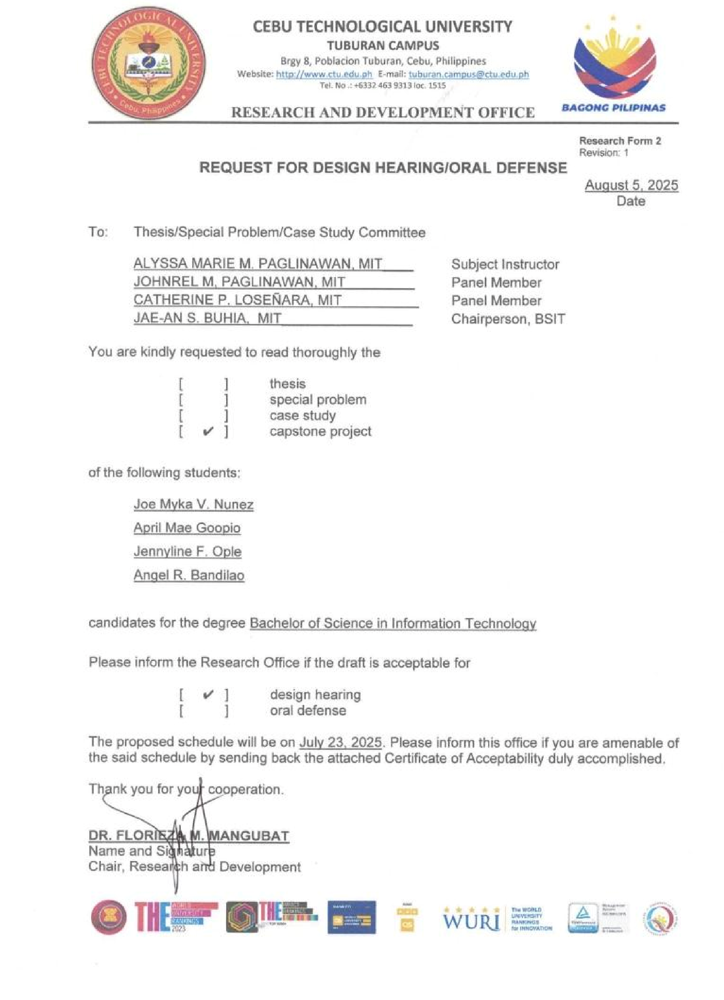 CEBU TECHNOLOGICAL UNIVERSITY
Cebu, Philippines
CEBU TECHNOLOGICAL UNIVERSITY
TUBURAN CAMPUS
Brgy 8, Poblacion Tuburan, Cebu, Philippines
Website: http://www.ctu.edu.ph E-mail: tuburan.campus@ctu.edu.ph
Tel. No .: +6332 463 9313 loc. 1515
RESEARCH AND DEVELOPMENT OFFICE
BAGONG PILIPINAS
Research Form 2
Revision: 1
REQUEST FOR DESIGN HEARING/ORAL DEFENSE
August 5, 2025
Date
To: Thesis/Special Problem/Case Study Committee
ALYSSA MARIE M. PAGLINAWAN, MIT Subject Instructor
JOHNREL M, PAGLINAWAN, MIT Panel Member
CATHERINE P. LOSEÑARA, MIT Panel Member
JAE-AN S. BUHIA, MIT Chairperson, BSIT
You are kindly requested to read thoroughly the
[ ] thesis
[ ] special problem
[ ] case study
[ ✔ ] capstone project
of the following students:
Joe Myka V. Nunez
April Mae Goopio
Jennyline F. Ople
Angel R. Bandilao
candidates for the degree Bachelor of Science in Information Technology
Please inform the Research Office if the draft is acceptable for
[ ✔ ] design hearing
[ ] oral defense
The proposed schedule will be on July 23, 2025. Please inform this office if you are amenable of
the said schedule by sending back the attached Certificate of Acceptability duly accomplished.
Thank you for your cooperation.
DR. FLORIEZA M. MANGUBAT
Name and Signature
Chair, Research and Development
THE WORLD UNIVERSITY RANKINGS 2023
THE
QS
WURI
The WORLD
UNIVERSITY
RANKINGS
for INNOVATION